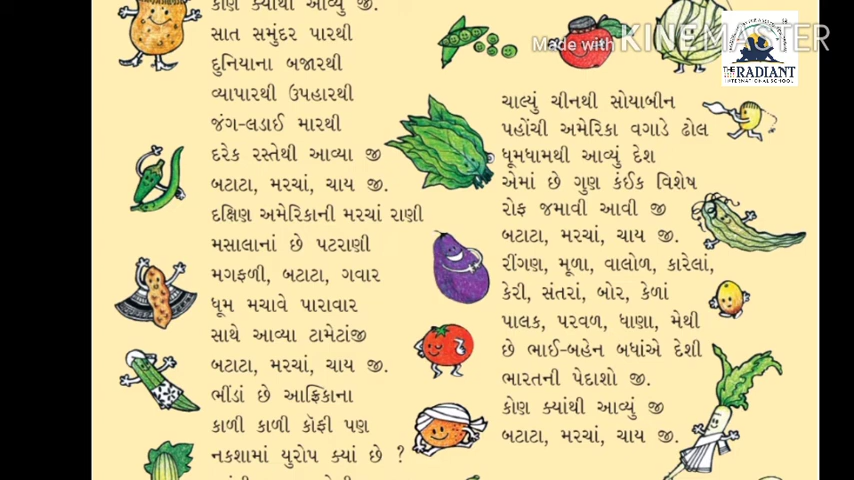 કોણ ક્યાંથી આવ્યું જી.
સાત સમુંદર પારથી
દુનિયાના બજારથી
વ્યાપારથી ઉપહારથી
જંગ-લડાઈ મારથી
દરેક રસ્તેથી આવ્યા જી
બટાટા, મરચાં, ચાય જી.
દક્ષિણ અમેરિકાની મરચાં રાણી
મસાલાનાં છે પટરાણી
મગફળી, બટાટા, ગવાર
ધૂમ મચાવે પારાવાર
સાથે આવ્યા ટામેટાંજી
બટાટા, મરચાં, ચાય જી.
ભીંડાં છે આફ્રિકાના
કાળી કાળી કૉફી પણ
નકશામાં યુરોપ ક્યાં છે ?
Made with KINEMASTER
THE RADIANT
INTERNATIONAL SCHOOL
ચાલ્યું ચીનથી સોયાબીન
પહોંચી અમેરિકા વગાડે ઢોલ
ધૂમધામથી આવ્યું દેશ
એમાં છે ગુણ કંઈક વિશેષ
રોફ જમાવી આવી જી
બટાટા, મરચાં, ચાય જી.
રીંગણ, મૂળા, વાલોળ, કારેલાં,
કેરી, સંતરાં, બોર, કેળાં
પાલક, પરવળ, ધાણા, મેથી
છે ભાઈ-બહેન બધાંએ દેશી
ભારતની પેદાશો જી.
કોણ ક્યાંથી આવ્યું જી
બટાટા, મરચાં, ચાય જી.